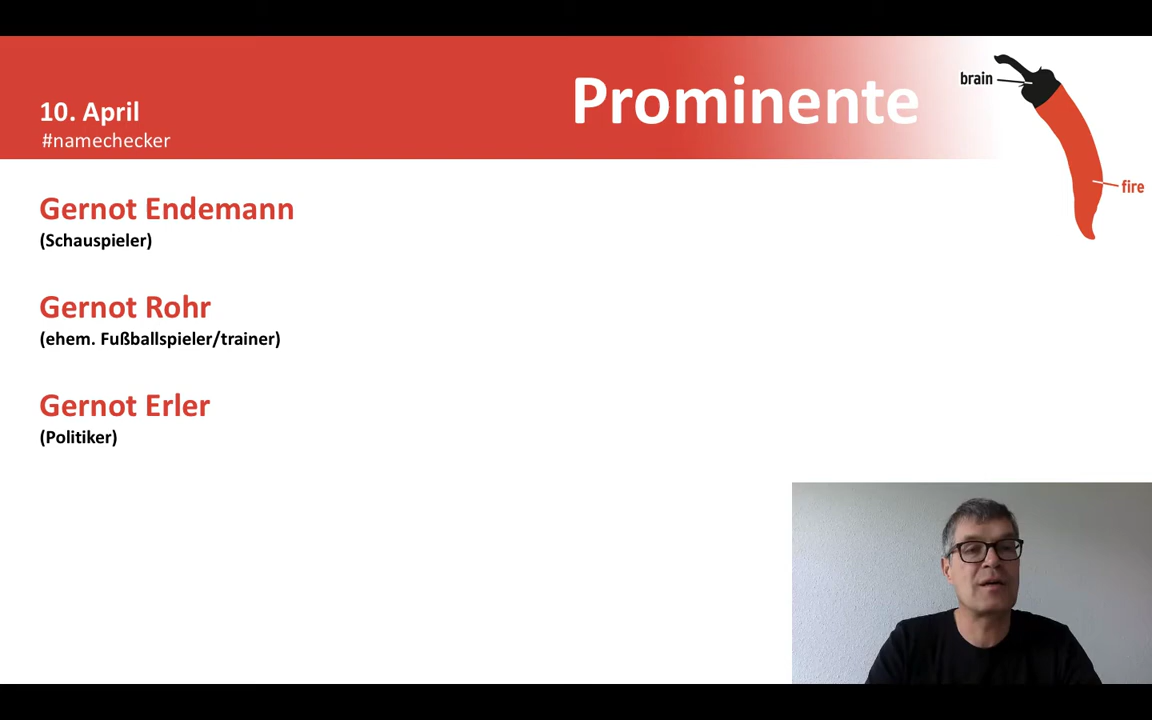 10. April
#namechecker
Prominente
brain
fire
Gernot Endemann
(Schauspieler)
Gernot Rohr
(ehem. Fußballspieler/trainer)
Gernot Erler
(Politiker)